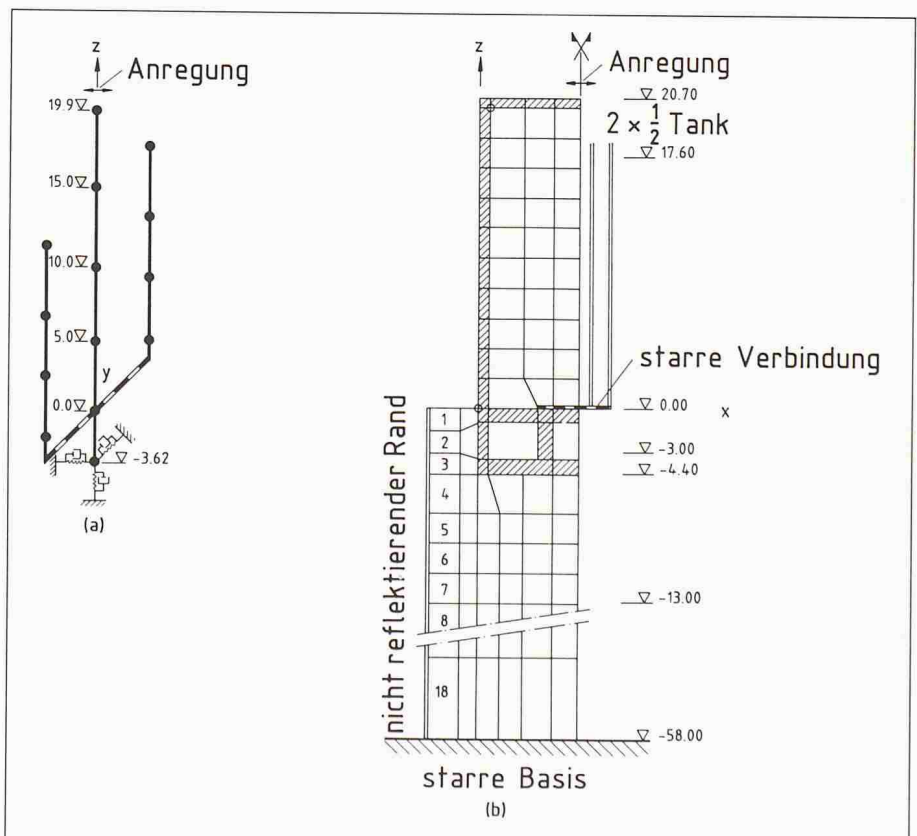 z
Anregung
19.9
15.0
10.0
5.0
y
0.0
-3.62
(a)
z
Anregung
20.70
2 × 1/2 Tank
17.60
starre Verbindung
0.00
x
-3.00
-4.40
-13.00
-58.00
nicht reflektierender Rand
1
2
3
4
5
6
7
8
18
starre Basis
(b)